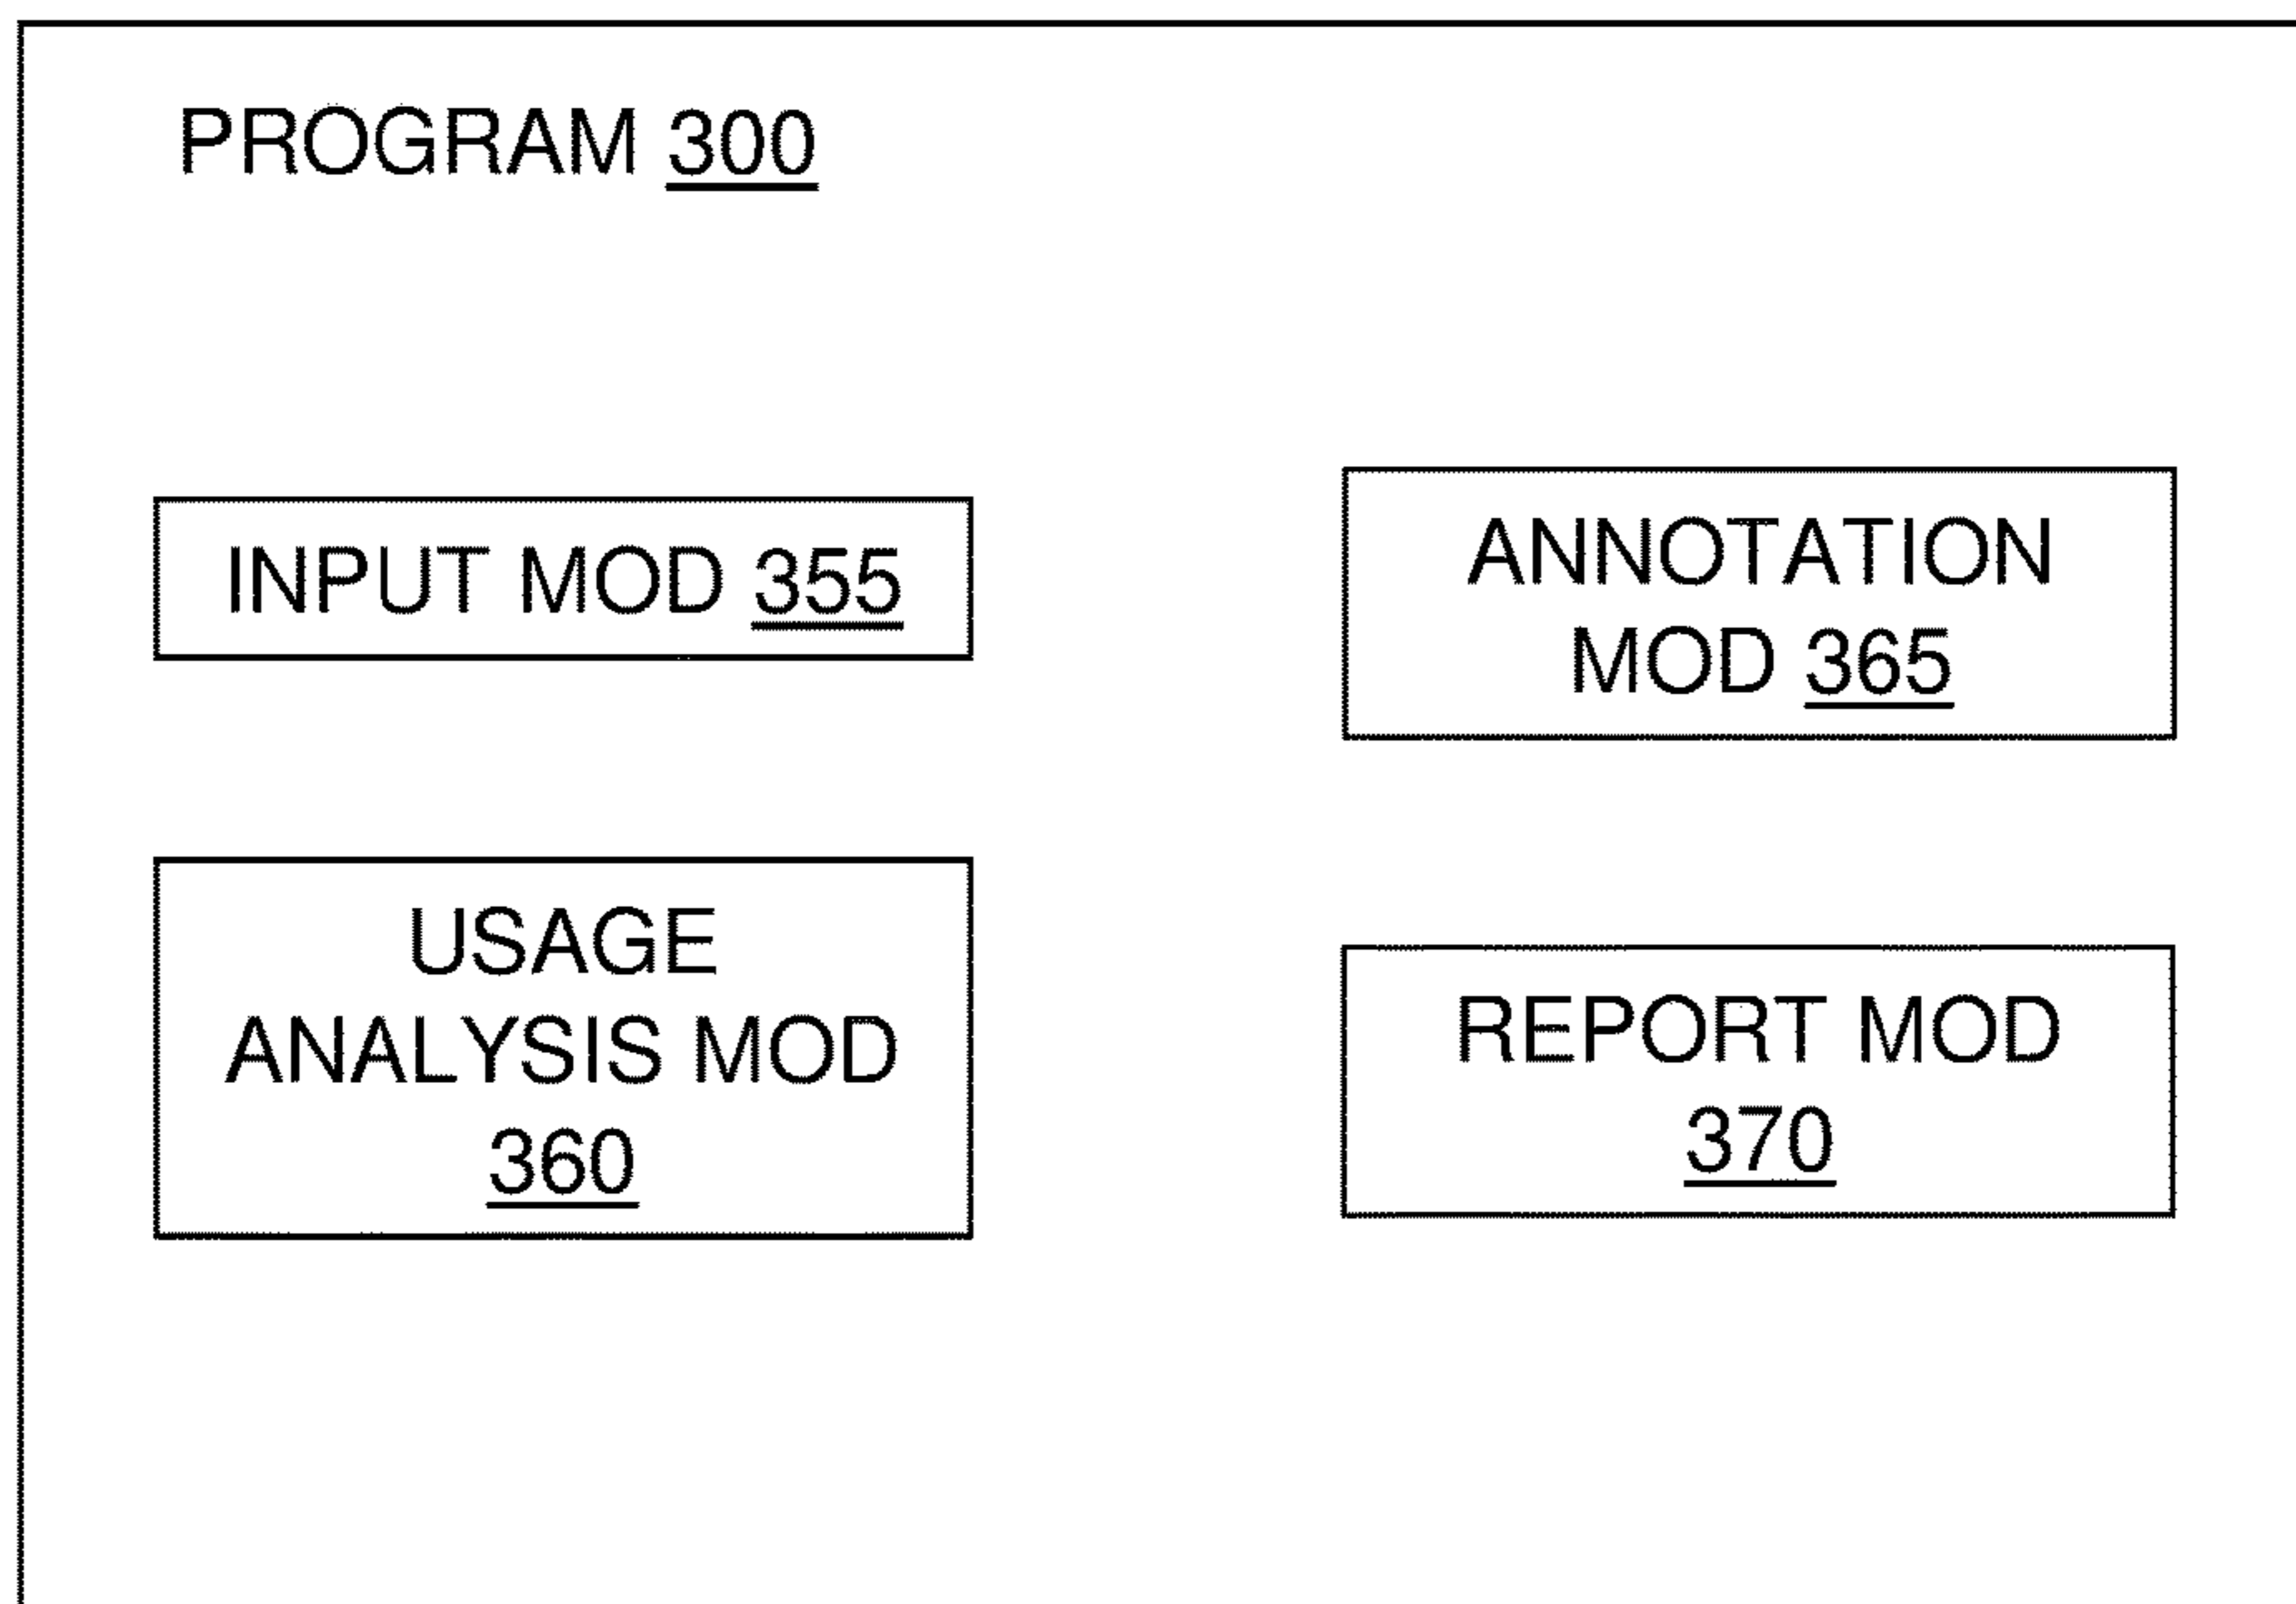 PROGRAM 300
INPUT MOD 355
USAGE
ANALYSIS MOD
360
ANNOTATION
MOD 365
REPORT MOD
370